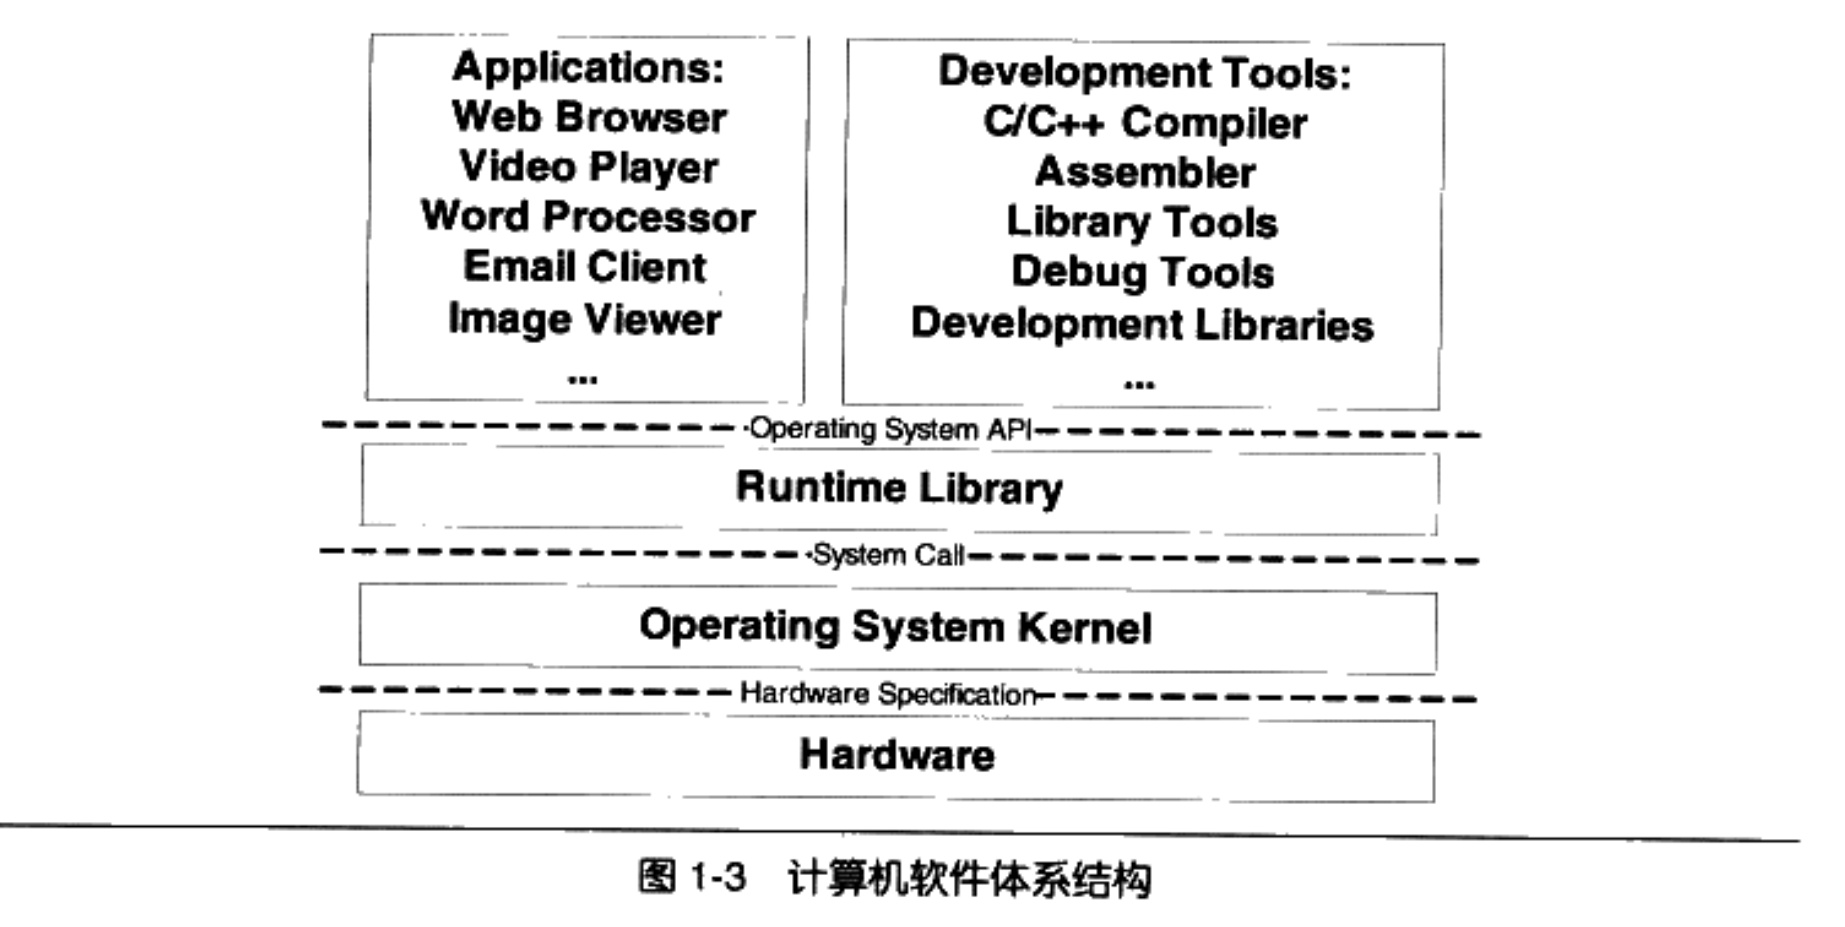 Applications:
Web Browser
Video Player
Word Processor
Email Client
Image Viewer
...
Development Tools:
C/C++ Compiler
Assembler
Library Tools
Debug Tools
Development Libraries
...
Operating System API
Runtime Library
System Call
Operating System Kernel
Hardware Specification
Hardware
图 1-3 计算机软件体系结构